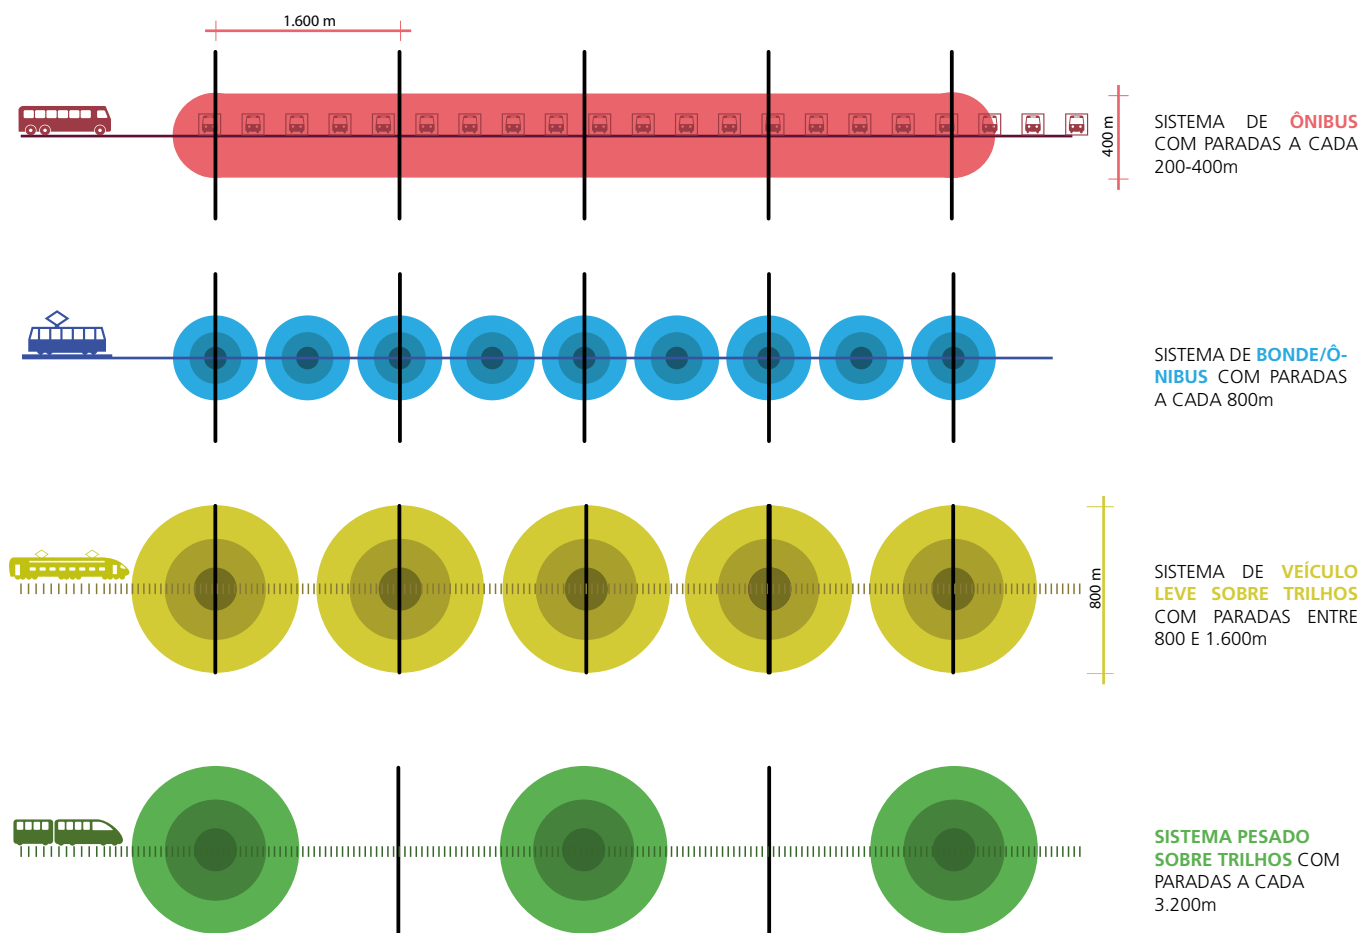 1.600 m
400 m
SISTEMA DE ÔNIBUS
COM PARADAS A CADA
200-400m
SISTEMA DE BONDE/Ô-
NIBUS COM PARADAS
A CADA 800m
800 m
SISTEMA DE VEÍCULO
LEVE SOBRE TRILHOS
COM PARADAS ENTRE
800 E 1.600m
SISTEMA PESADO
SOBRE TRILHOS COM
PARADAS A CADA
3.200m